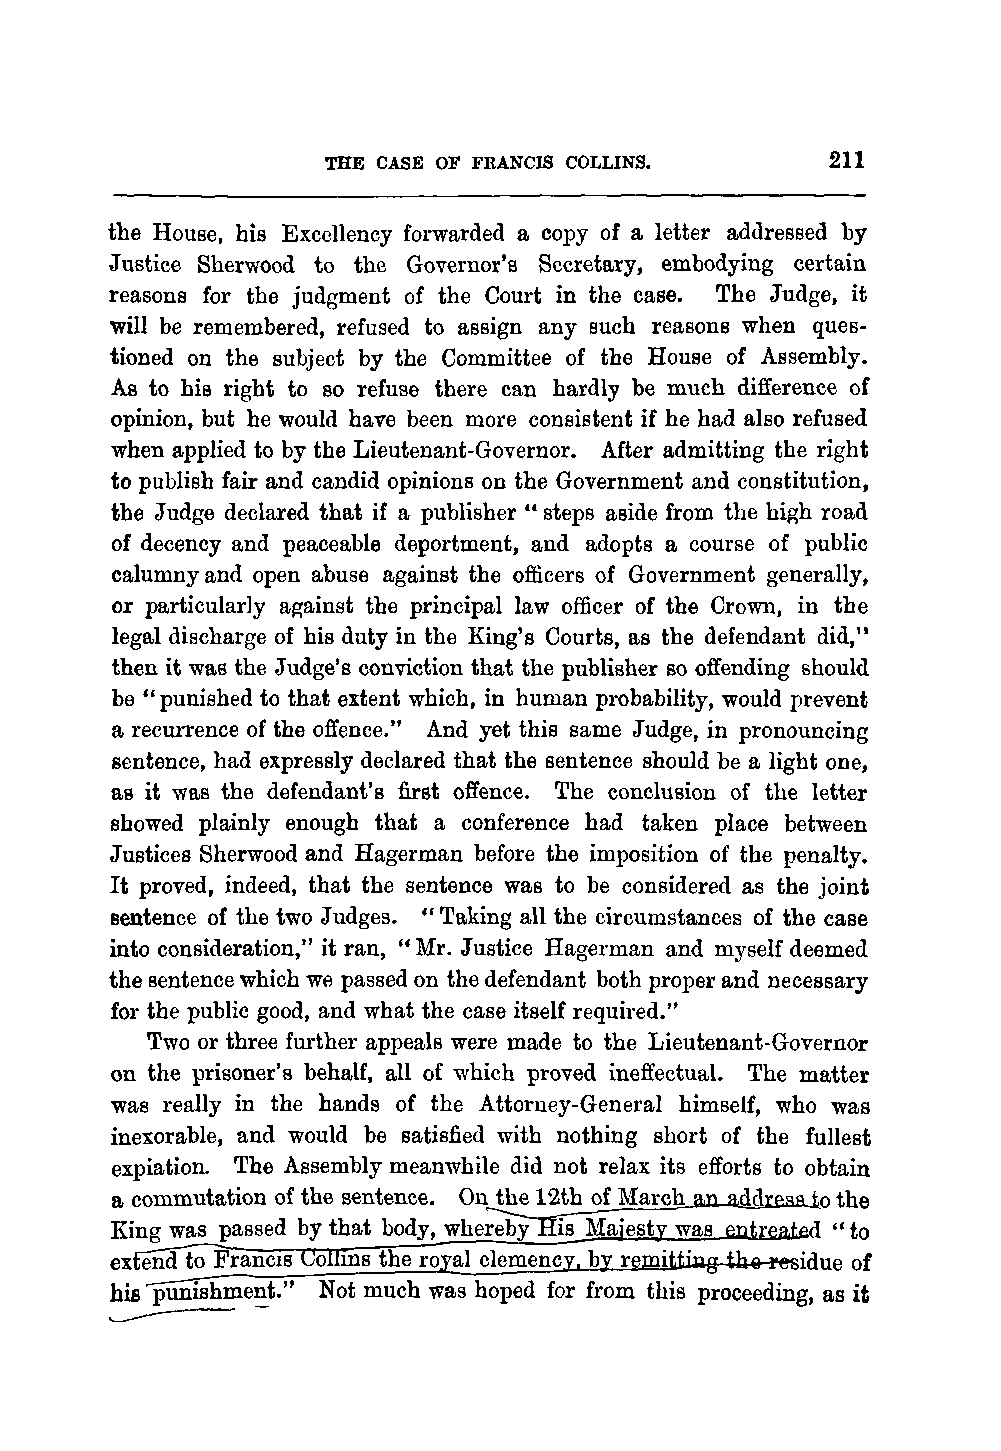 THE CASE OF FRANCIS COLLINS. 211
the House, his Excellency forwarded a copy of a letter addressed by
Justice Sherwood to the Governor's Secretary, embodying certain
reasons for the judgment of the Court in the case. The Judge, it
will be remembered, refused to assign any such reasons when ques-
tioned on the subject by the Committee of the House of Assembly.
As to his right to so refuse there can hardly be much difference of
opinion, but he would have been more consistent if he had also refused
when applied to by the Lieutenant-Governor. After admitting the right
to publish fair and candid opinions on the Government and constitution,
the Judge declared that if a publisher "steps aside from the high road
of decency and peaceable deportment, and adopts a course of public
calumny and open abuse against the officers of Government generally,
or particularly against the principal law officer of the Crown, in the
legal discharge of his duty in the King's Courts, as the defendant did,"
then it was the Judge's conviction that the publisher so offending should
be "punished to that extent which, in human probability, would prevent
a recurrence of the offence." And yet this same Judge, in pronouncing
sentence, had expressly declared that the sentence should be a light one,
as it was the defendant's first offence. The conclusion of the letter
showed plainly enough that a conference had taken place between
Justices Sherwood and Hagerman before the imposition of the penalty.
It proved, indeed, that the sentence was to be considered as the joint
sentence of the two Judges. "Taking all the circumstances of the case
into consideration," it ran, "Mr. Justice Hagerman and myself deemed
the sentence which we passed on the defendant both proper and necessary
for the public good, and what the case itself required."
Two or three further appeals were made to the Lieutenant-Governor
on the prisoner's behalf, all of which proved ineffectual. The matter
was really in the hands of the Attorney-General himself, who was
inexorable, and would be satisfied with nothing short of the fullest
expiation. The Assembly meanwhile did not relax its efforts to obtain
a commutation of the sentence. On the 12th of March an address to the
King was passed by that body, whereby His Majesty was entreated "to
extend to Francis Collins the royal clemency, by remitting the residue of
his punishment." Not much was hoped for from this proceeding, as it